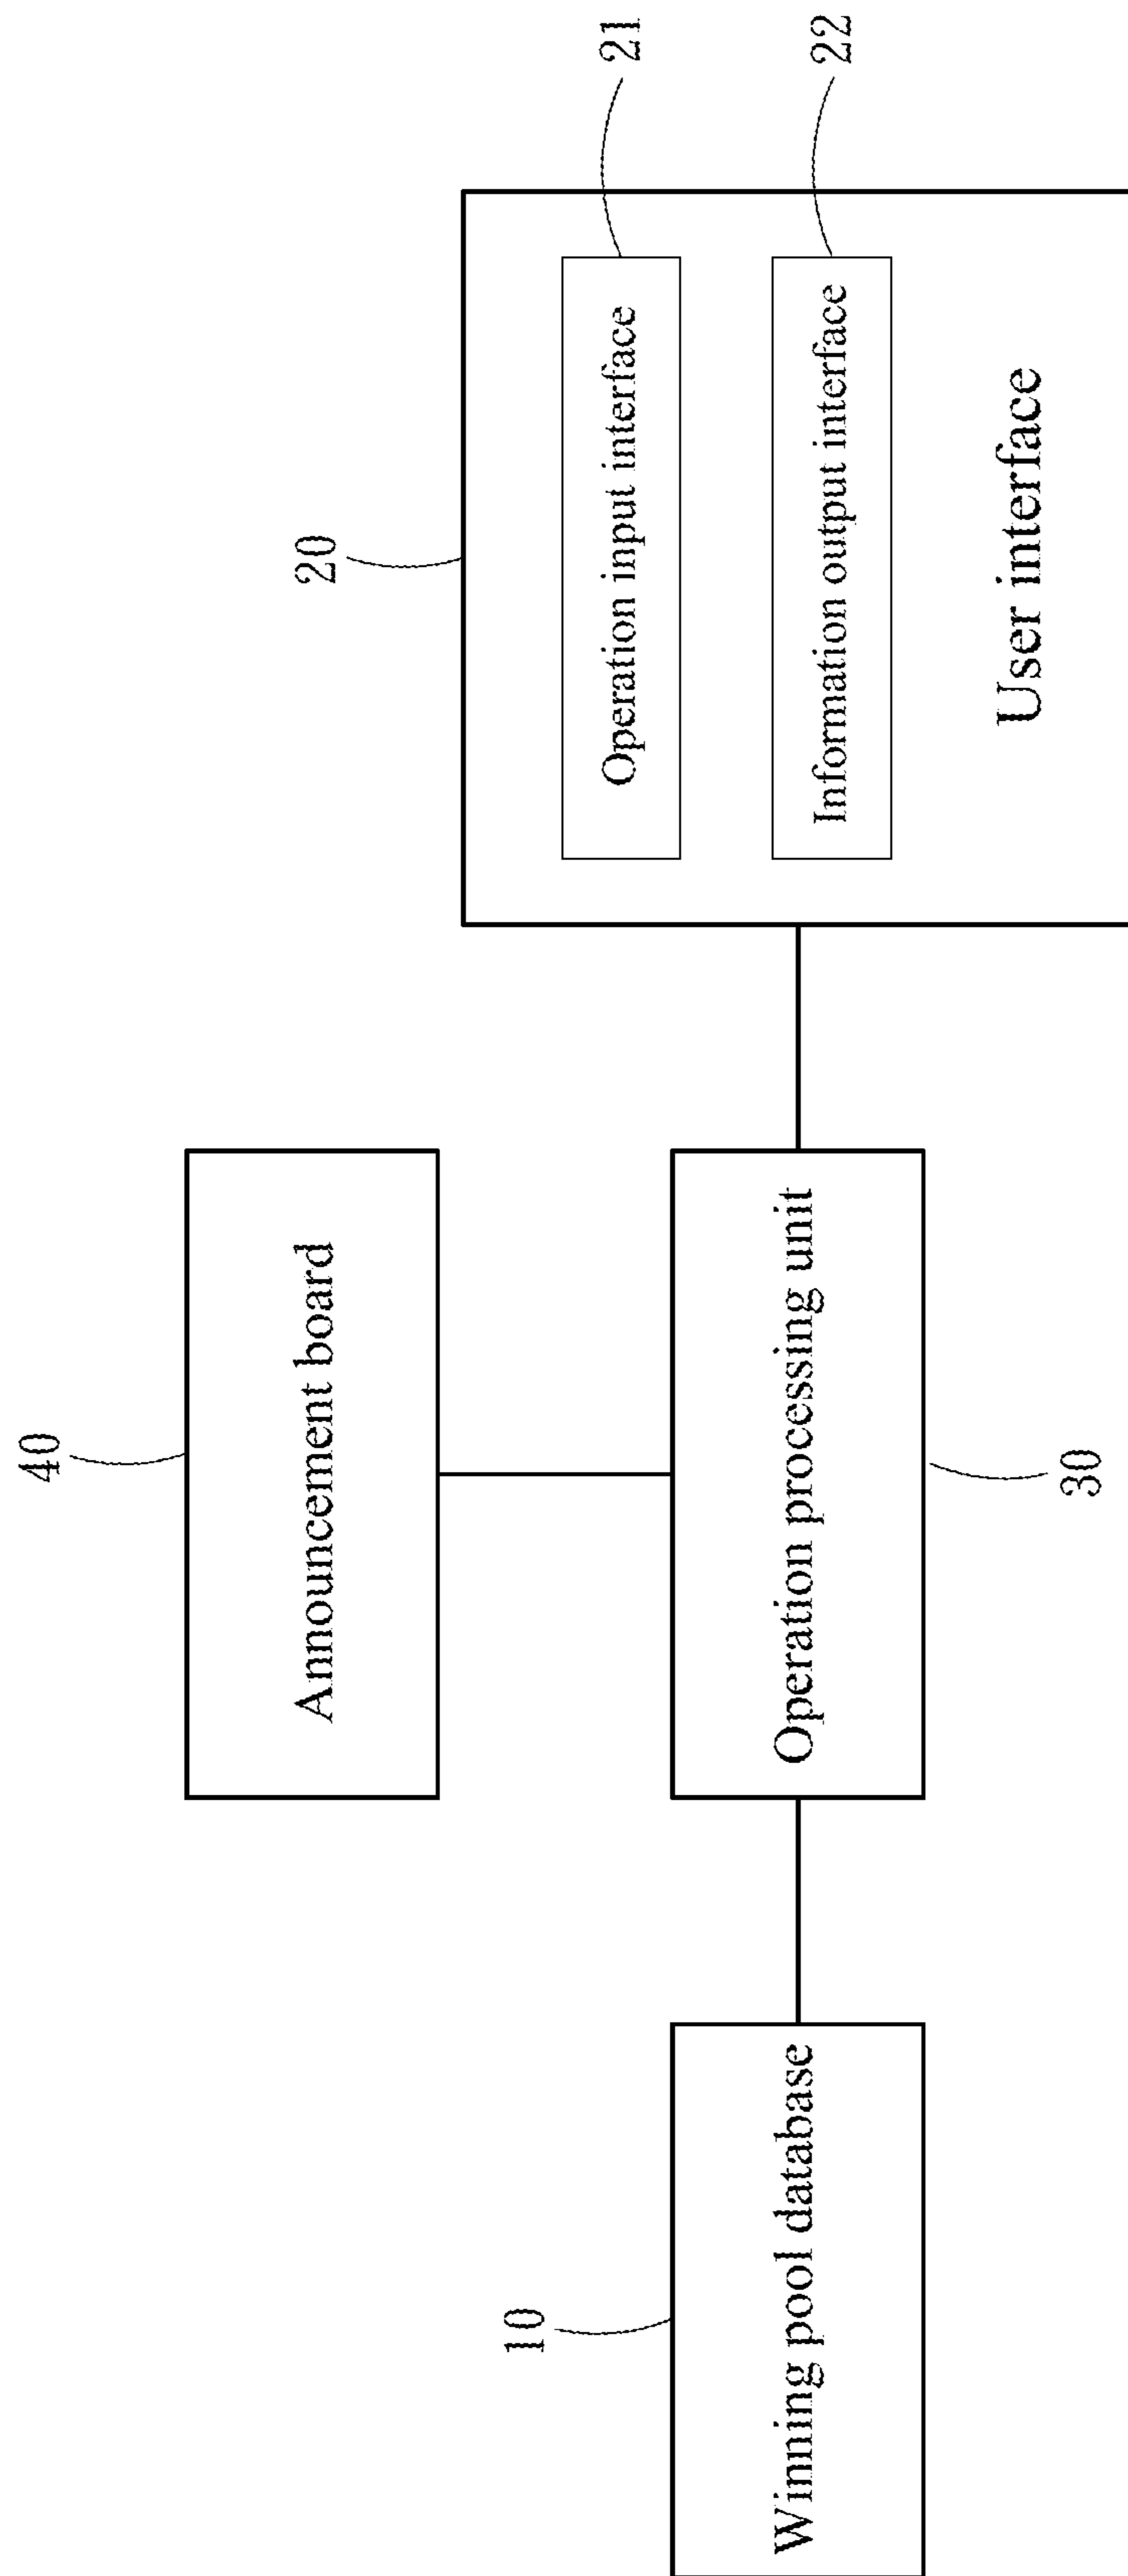 40
Announcement board
20
Operation input interface
21
Information output interface
22
User interface
10
Winning pool database
Operation processing unit
30